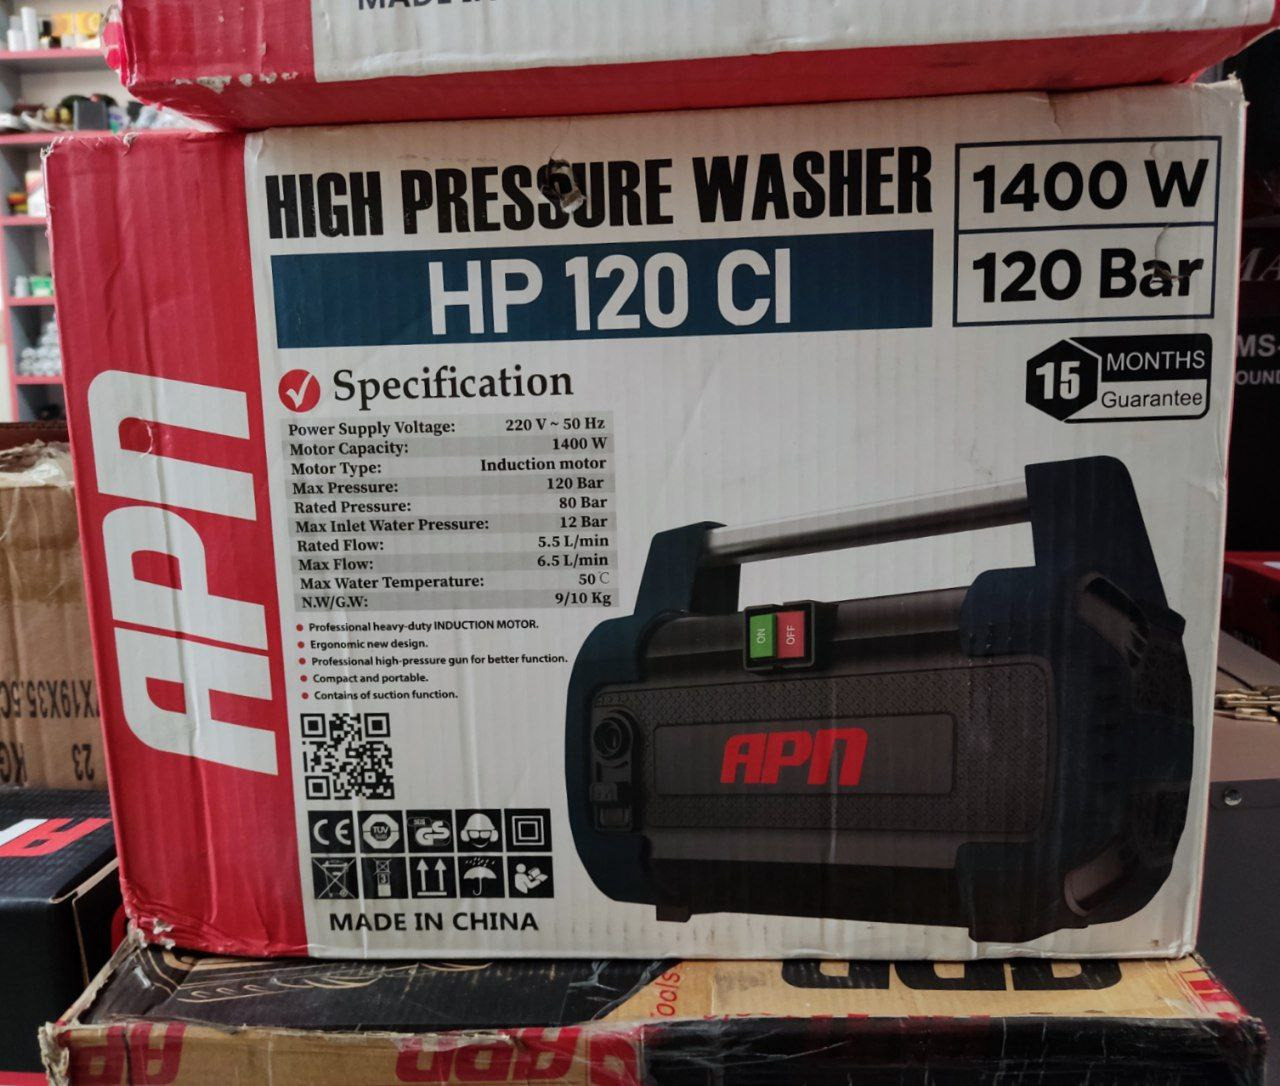 HIGH PRESSURE WASHER
HP 120 CI
1400 W
120 Bar
15 MONTHS
Guarantee
APN
Specification
Power Supply Voltage: 220 V ~ 50 Hz
Motor Capacity: 1400 W
Motor Type: Induction motor
Max Pressure: 120 Bar
Rated Pressure: 80 Bar
Max Inlet Water Pressure: 12 Bar
Rated Flow: 5.5 L/min
Max Flow: 6.5 L/min
Max Water Temperature: 50℃
N.W/G.W: 9/10 Kg
Professional heavy-duty INDUCTION MOTOR.
Ergonomic new design.
Professional high-pressure gun for better function.
Compact and portable.
Contains of suction function.
ON OFF
APN
CE TUV GS
3
MADE IN CHINA